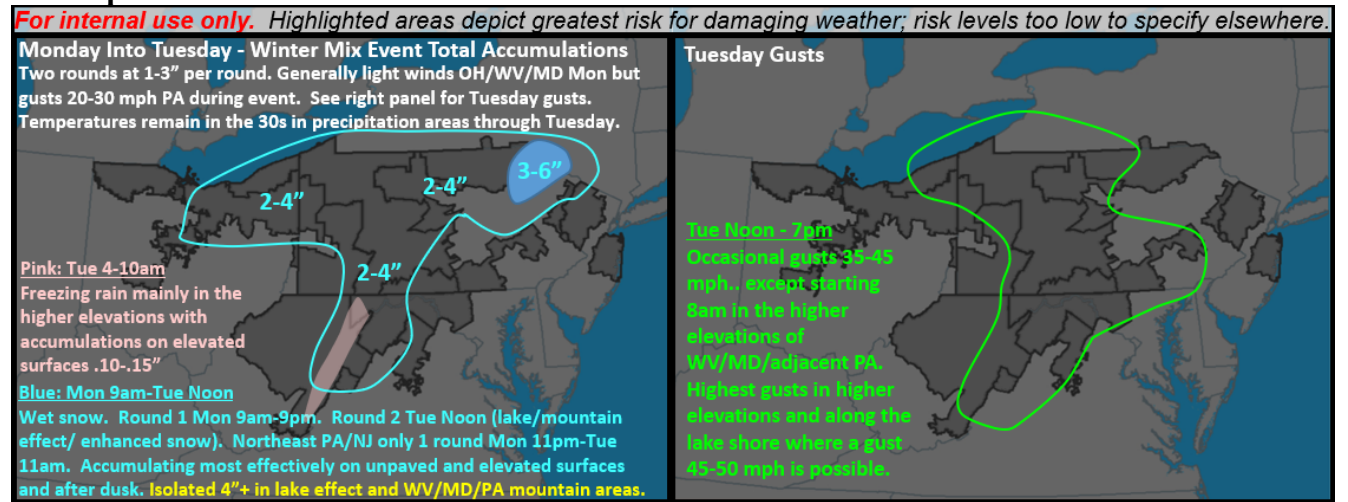 For internal use only. Highlighted areas depict greatest risk for damaging weather; risk levels too low to specify elsewhere.
Monday Into Tuesday - Winter Mix Event Total Accumulations
Two rounds at 1-3” per round. Generally light winds OH/WV/MD Mon but
gusts 20-30 mph PA during event. See right panel for Tuesday gusts.
Temperatures remain in the 30s in precipitation areas through Tuesday.
3-6”
2-4”
2-4”
2-4”
Pink: Tue 4-10am
Freezing rain mainly in the
higher elevations with
accumulations on elevated
surfaces .10-.15”
Blue: Mon 9am-Tue Noon
Wet snow. Round 1 Mon 9am-9pm. Round 2 Tue Noon (lake/mountain
effect/ enhanced snow). Northeast PA/NJ only 1 round Mon 11pm-Tue
11am. Accumulating most effectively on unpaved and elevated surfaces
and after dusk. Isolated 4”+ in lake effect and WV/MD/PA mountain areas.
Tuesday Gusts
Tue Noon - 7pm
Occasional gusts 35-45
mph.. except starting
8am in the higher
elevations of
WV/MD/adjacent PA.
Highest gusts in higher
elevations and along the
lake shore where a gust
45-50 mph is possible.